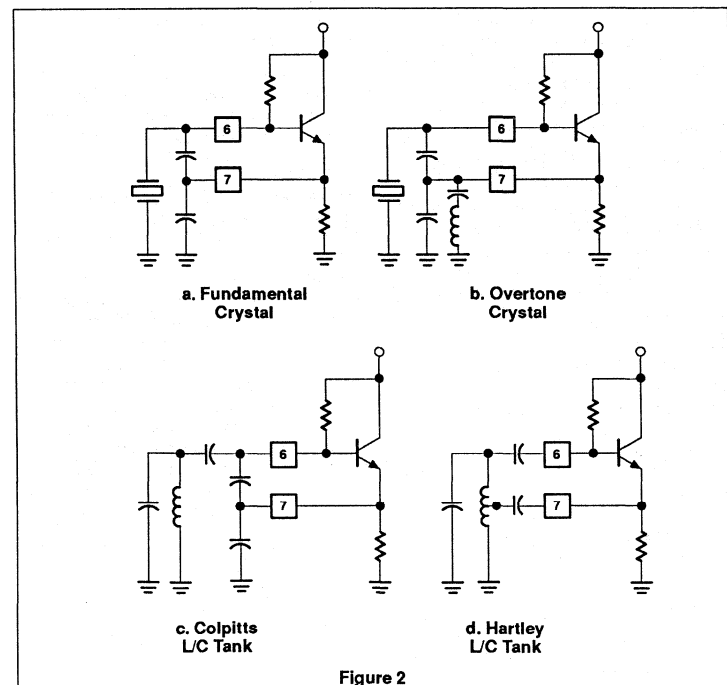 6
7
6
7
a. Fundamental
Crystal
b. Overtone
Crystal
6
7
6
7
c. Colpitts
L/C Tank
d. Hartley
L/C Tank
Figure 2